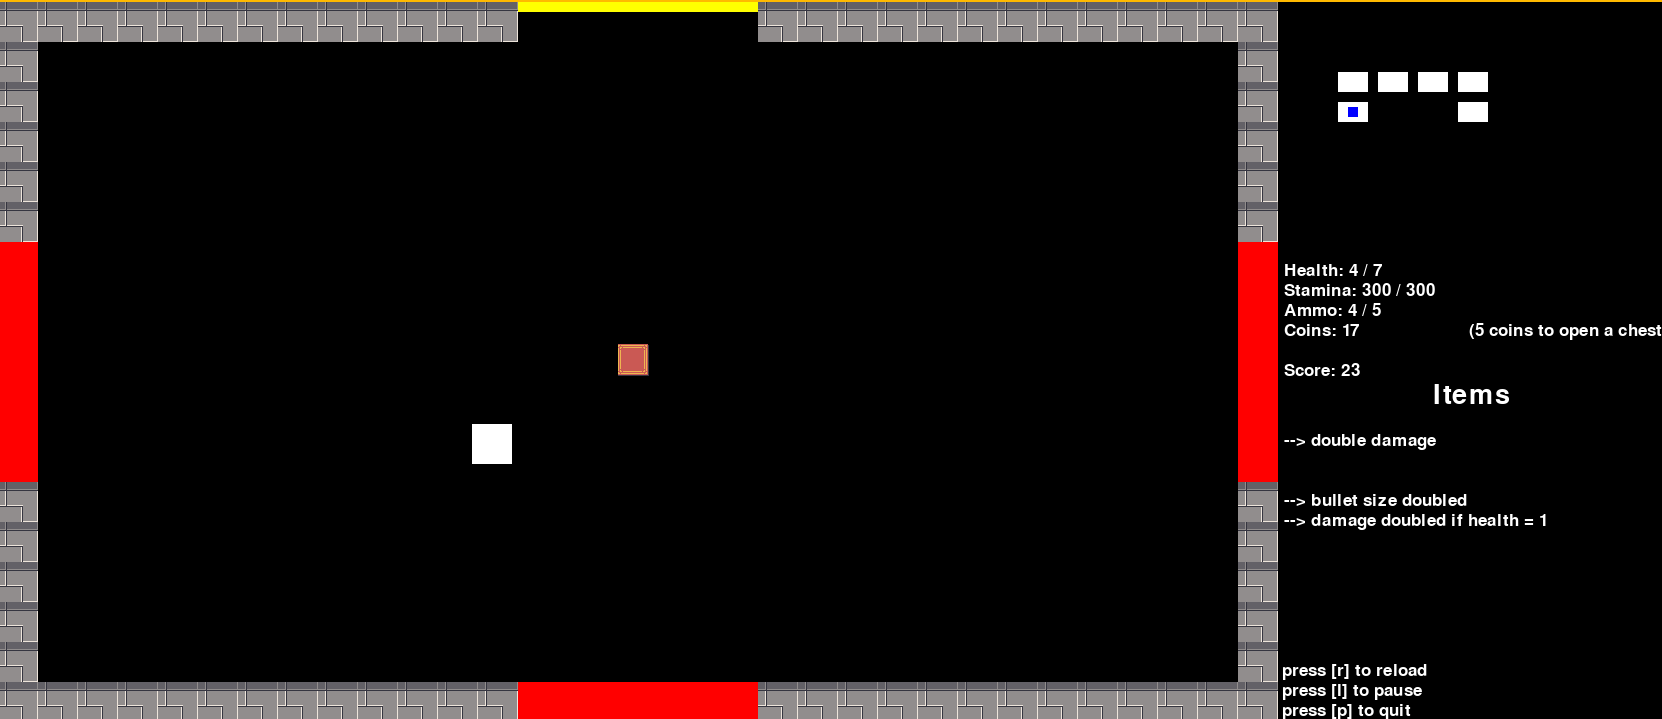 Health: 4 / 7
Stamina: 300 / 300
Ammo: 4 / 5
Coins: 17 (5 coins to open a chest
Score: 23
Items
--> double damage
--> bullet size doubled
--> damage doubled if health = 1
press [r] to reload
press [l] to pause
press [p] to quit